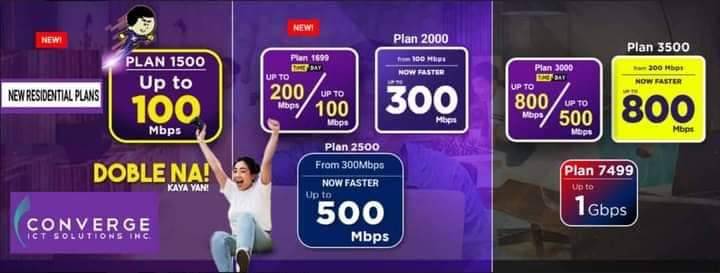 NEW RESIDENTIAL PLANS
NEW!
PLAN 1500
Up to
100
Mbps
DOBLE NA!
KAYA YAN!
CONVERGE
ICT SOLUTIONS INC.
NEW!
Plan 1699
TIME DAY
UP TO
200
Mbps
UP TO
100
Mbps
Plan 2000
from 100 Mbps
NOW FASTER
UP TO
300
Mbps
Plan 2500
From 300Mbps
NOW FASTER
Up to
500
Mbps
Plan 3000
TIME DAY
UP TO
800
Mbps
UP TO
500
Mbps
Plan 3500
from 200 Mbps
NOW FASTER
UP TO
800
Mbps
Plan 7499
Up to
1 Gbps